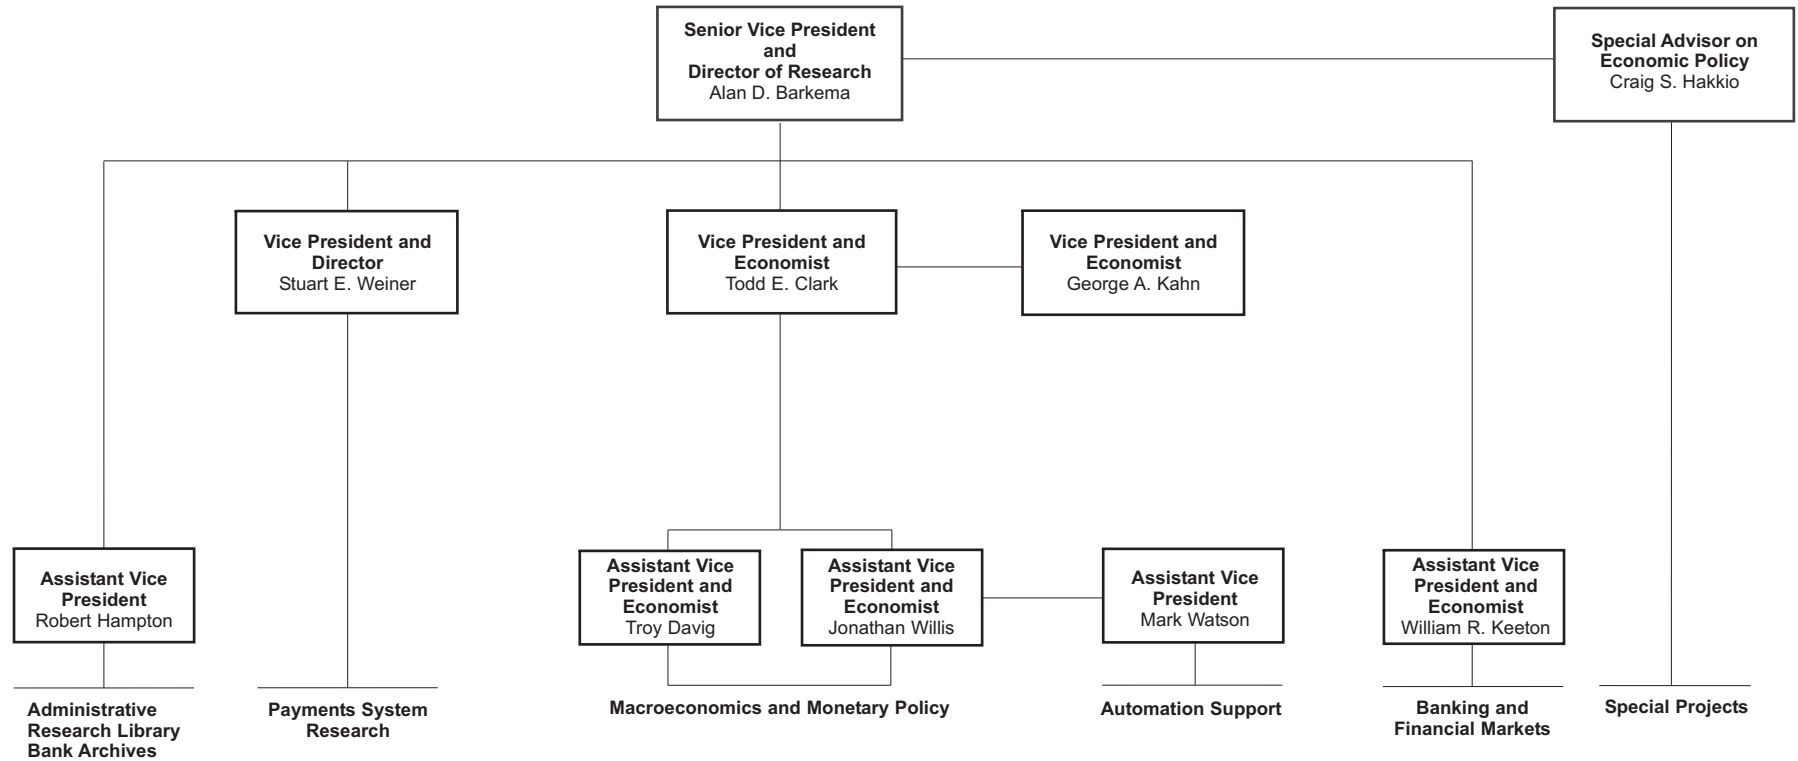 Senior Vice President
and
Director of Research
Alan D. Barkema
Special Advisor on
Economic Policy
Craig S. Hakkio
Vice President and
Director
Stuart E. Weiner
Vice President and
Economist
Todd E. Clark
Vice President and
Economist
George A. Kahn
Assistant Vice
President
Robert Hampton
Assistant Vice
President and
Economist
Troy Davig
Assistant Vice
President and
Economist
Jonathan Willis
Assistant Vice
President
Mark Watson
Assistant Vice
President and
Economist
William R. Keeton
Administrative
Research Library
Bank Archives
Payments System
Research
Macroeconomics and Monetary Policy
Automation Support
Banking and
Financial Markets
Special Projects